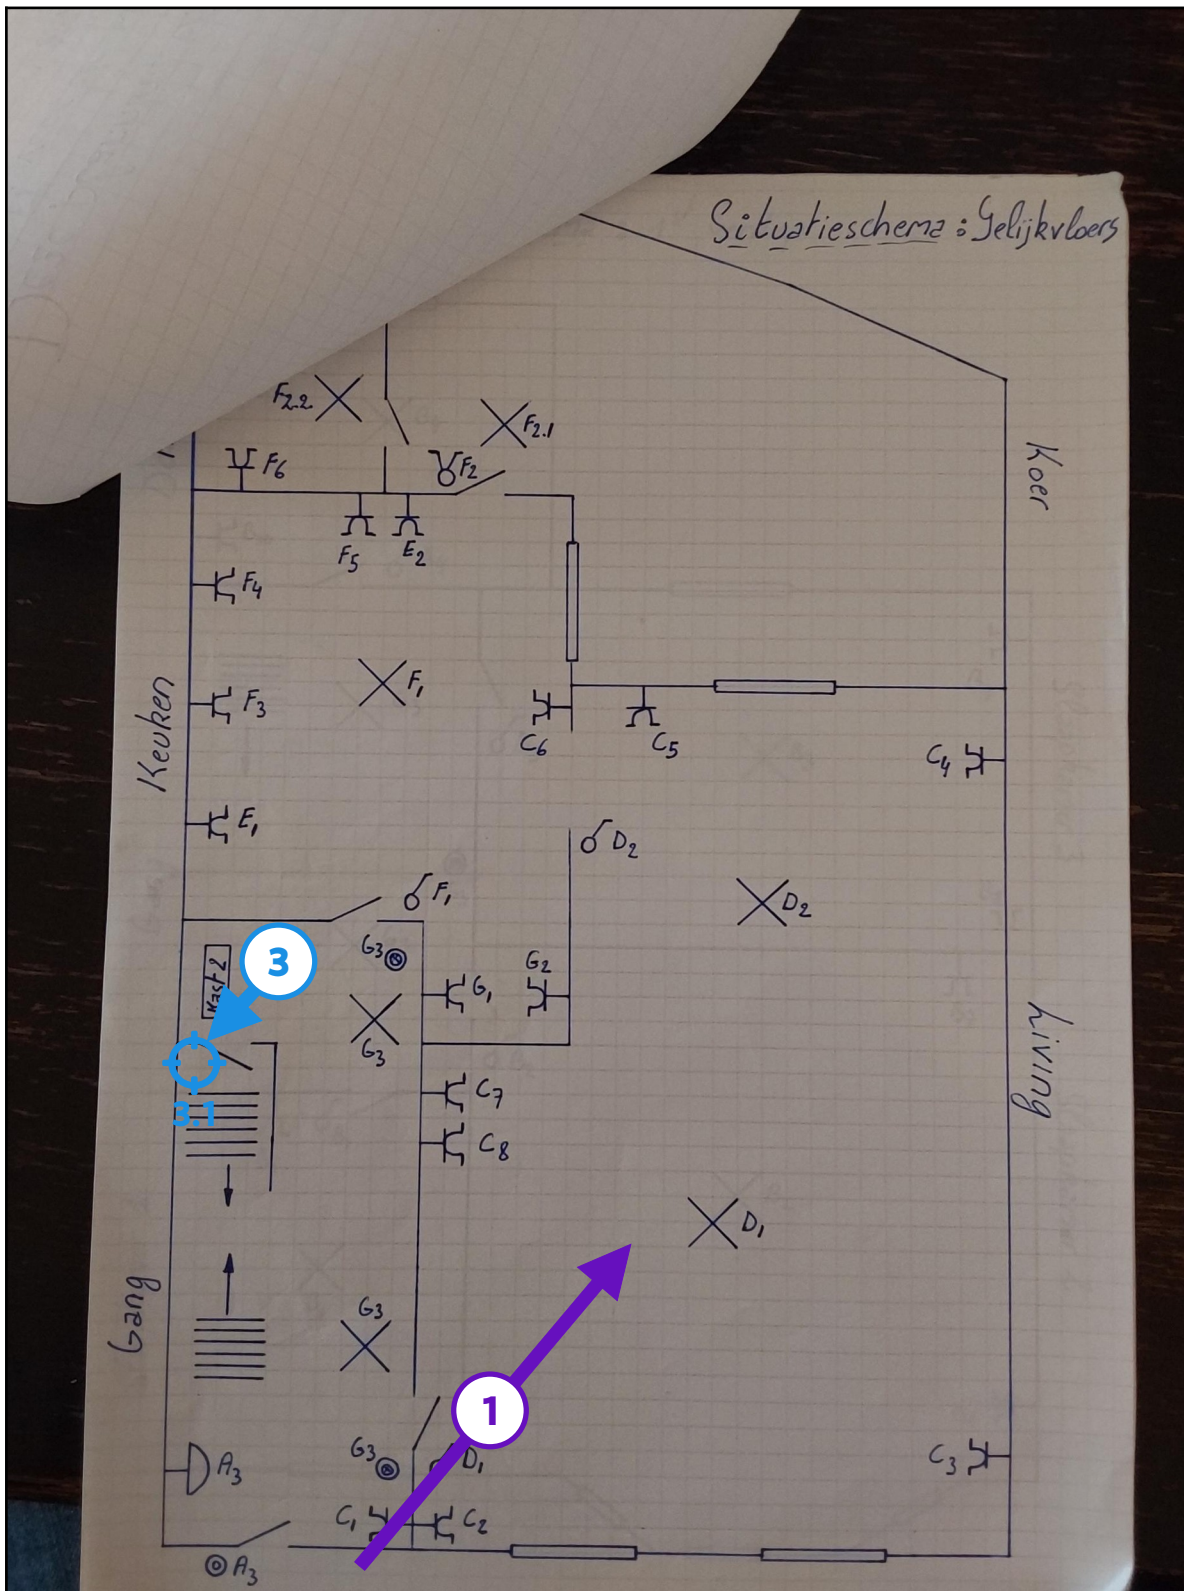 Situatieschema: Gelijkvloers
F2.2
F2.1
F6
F2
Koer
F5
E2
F4
F1
F3
Keuken
C6
C5
C4
E1
D2
F1
D2
G3
3
Kast 2
G1
G2
G3
Living
3.1
C7
C8
D1
Gang
G3
1
G3
D1
A3
C3
C1
C2
A3